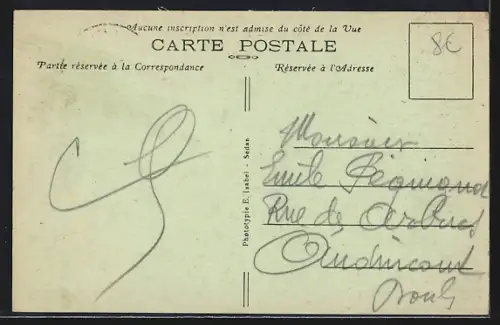 Aucune inscription n'est admise du côté de la Vue
CARTE POSTALE
Partie réservée à la Correspondance
Réservée à l'Adresse
8€
Phototypie E. Isabel - Sedan
Monsieur
Emile
Rue de
Audincourt
Doubs